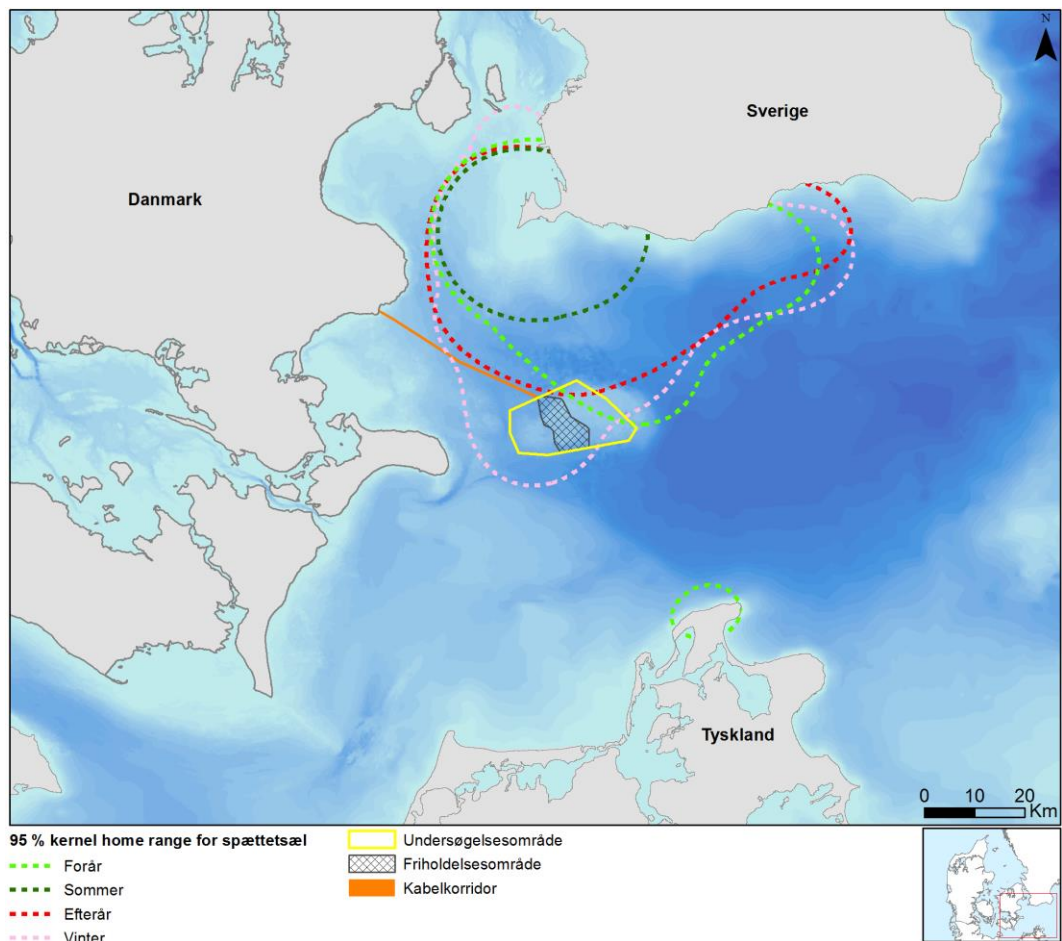 N
Sverige
Danmark
Tyskland
0 10 20
Km
95 % kernel home range for spættetsæl
Forår
Sommer
Efterår
Vinter
Undersøgelsesområde
Friholdelsesområde
Kabelkorridor